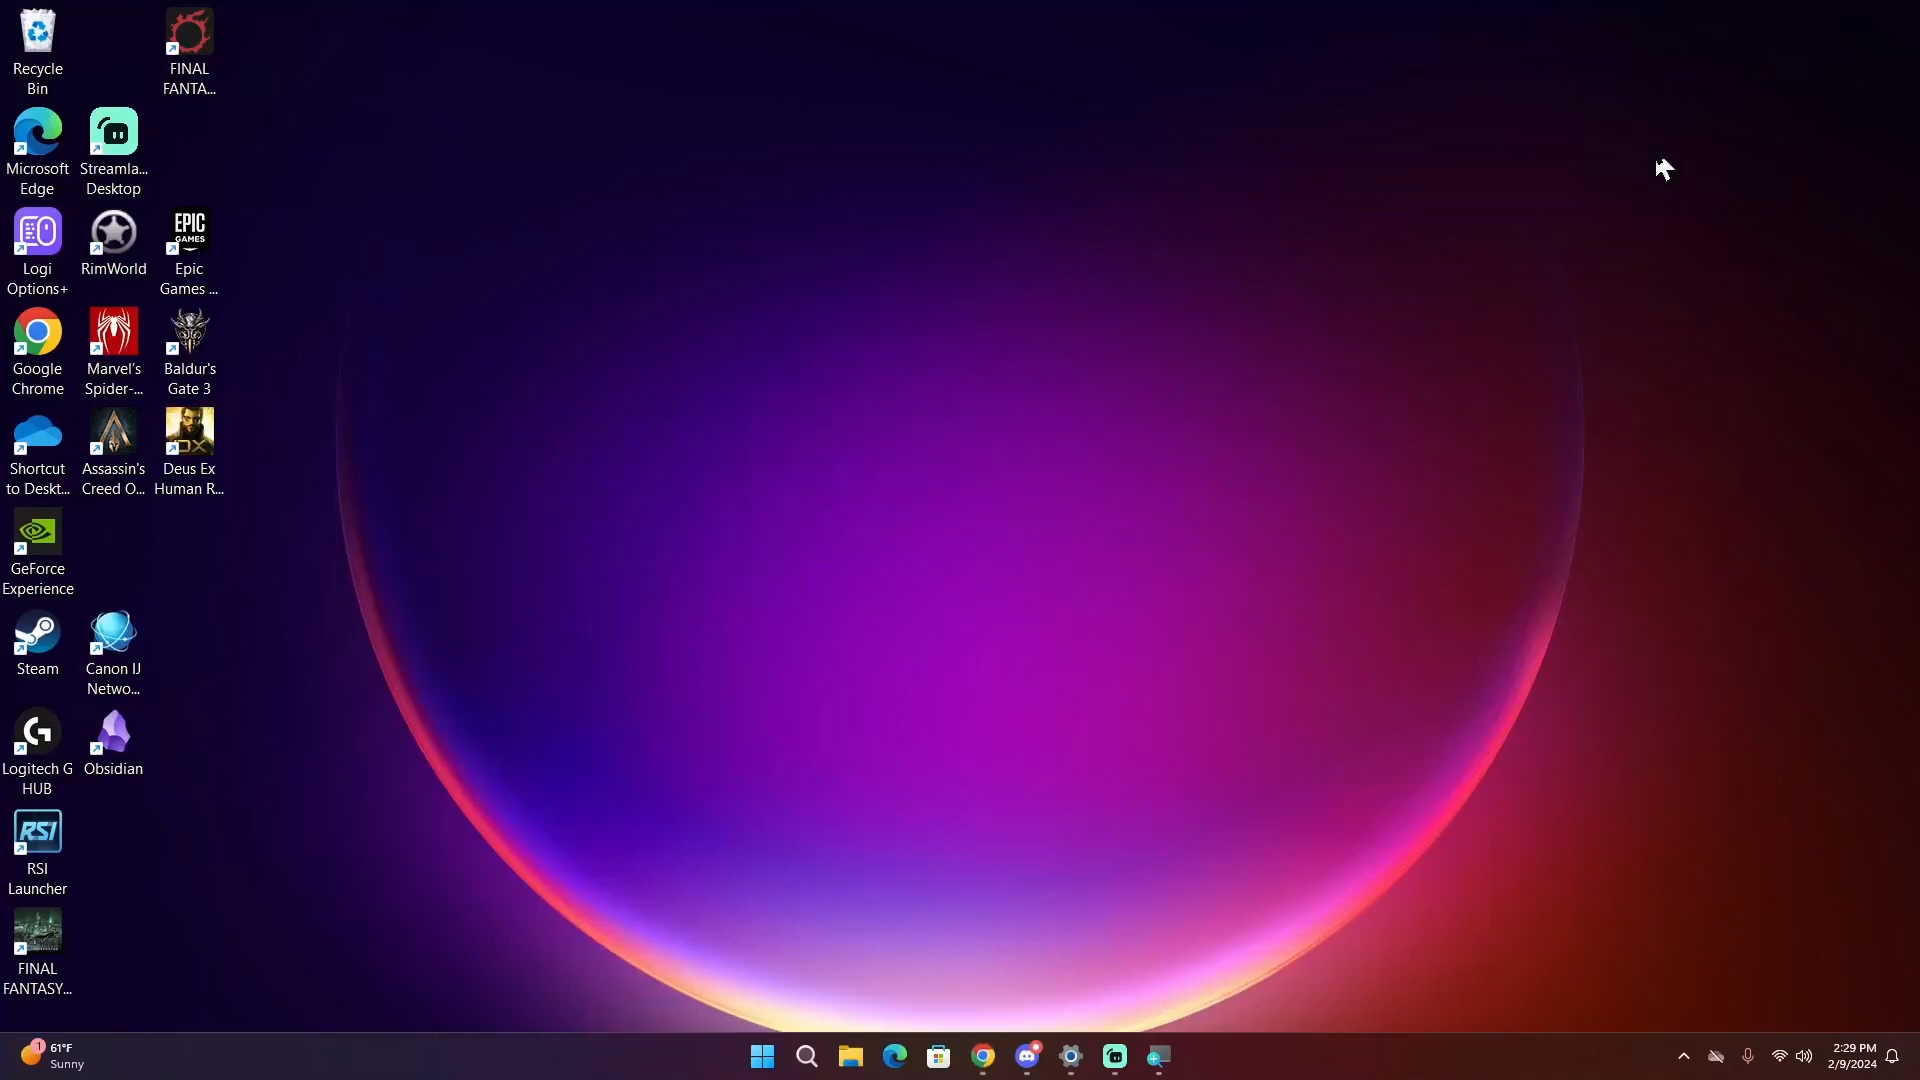 Recycle
Bin
FINAL
FANTA...
Microsoft
Edge
Streamla...
Desktop
Logi
Options+
RimWorld
EPIC
GAMES
Epic
Games ...
Google
Chrome
Marvel's
Spider-...
Baldur's
Gate 3
Shortcut
to Deskt...
Assassin's
Creed O...
DX
Deus Ex
Human R...
GeForce
Experience
Steam
Canon IJ
Netwo...
Logitech G
HUB
Obsidian
RSI
RSI
Launcher
FINAL
FANTASY...
1
61°F
Sunny
2:29 PM
2/9/2024